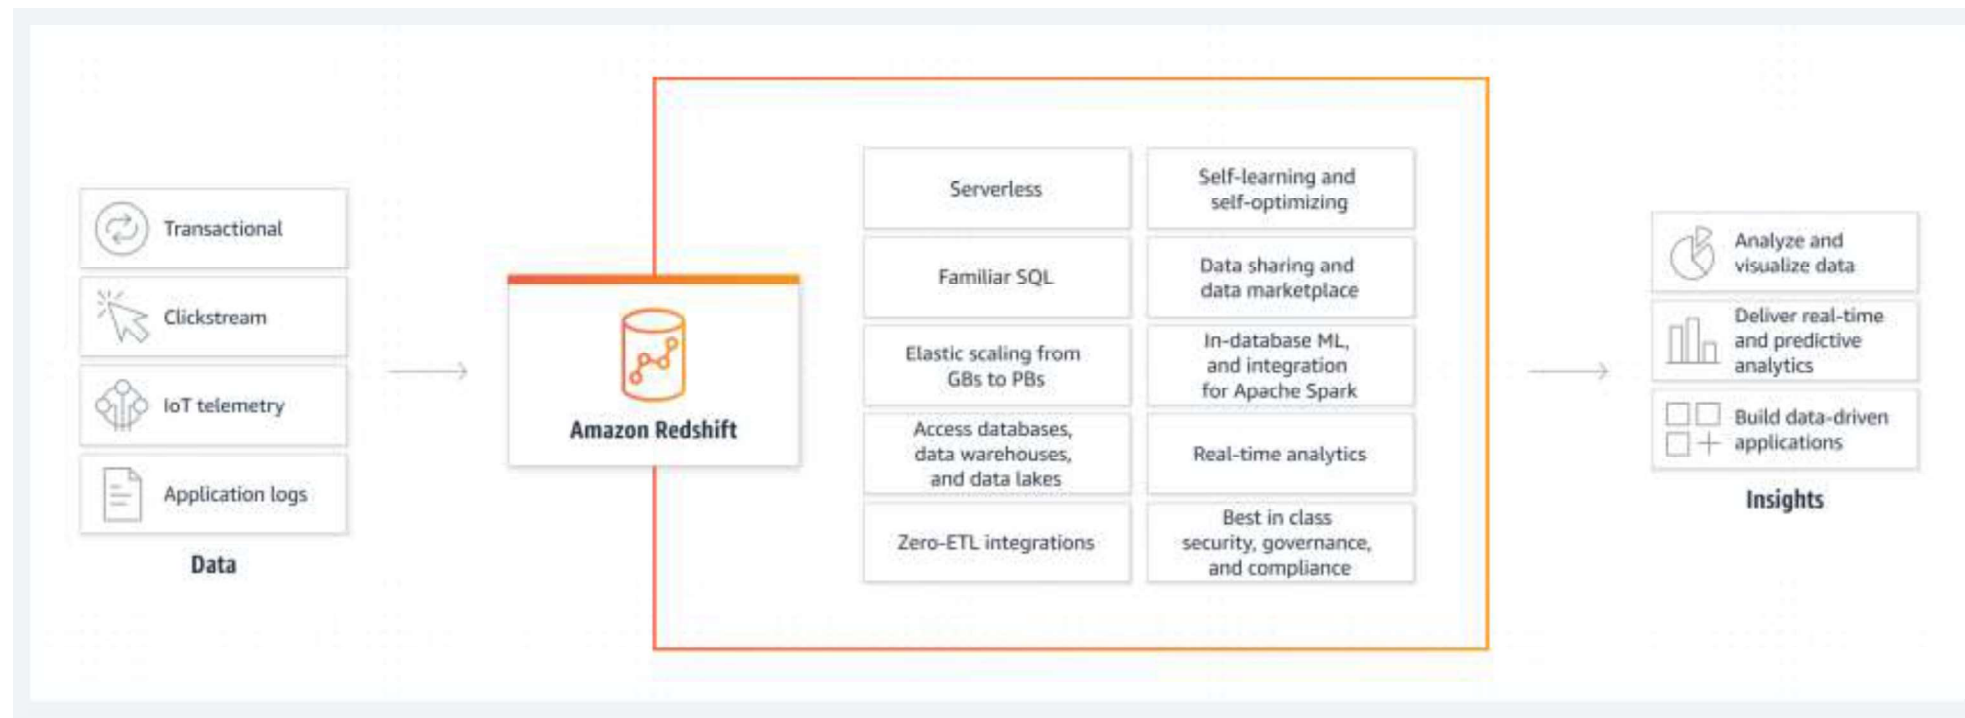 Transactional
Clickstream
IoT telemetry
Application logs
Data
Amazon Redshift
Serverless
Self-learning and
self-optimizing
Familiar SQL
Data sharing and
data marketplace
Elastic scaling from
GBs to PBs
In-database ML,
and integration
for Apache Spark
Access databases,
data warehouses,
and data lakes
Real-time analytics
Zero-ETL integrations
Best in class
security, governance,
and compliance
Analyze and
visualize data
Deliver real-time
and predictive
analytics
Build data-driven
applications
Insights